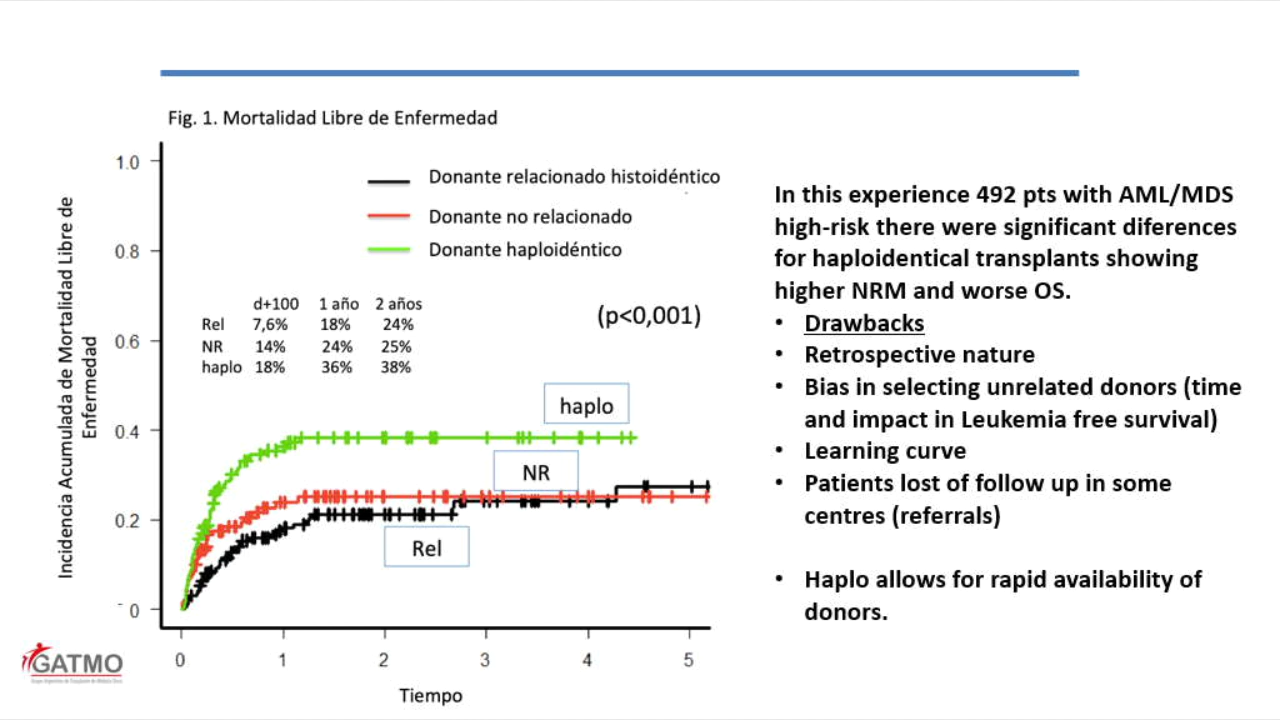 Fig. 1. Mortalidad Libre de Enfermedad
Incidencia Acumulada de Mortalidad Libre de
Enfermedad
1.0
0.8
0.6
0.4
0.2
0
Donante relacionado histoidéntico
Donante no relacionado
Donante haploidéntico
d+100 1 año 2 años
Rel 7,6% 18% 24%
NR 14% 24% 25%
haplo 18% 36% 38%
(p<0,001)
haplo
NR
Rel
0 1 2 3 4 5
Tiempo
In this experience 492 pts with AML/MDS
high-risk there were significant diferences
for haploidentical transplants showing
higher NRM and worse OS.
• Drawbacks
• Retrospective nature
• Bias in selecting unrelated donors (time
and impact in Leukemia free survival)
• Learning curve
• Patients lost of follow up in some
centres (referrals)
• Haplo allows for rapid availability of
donors.
GATMO